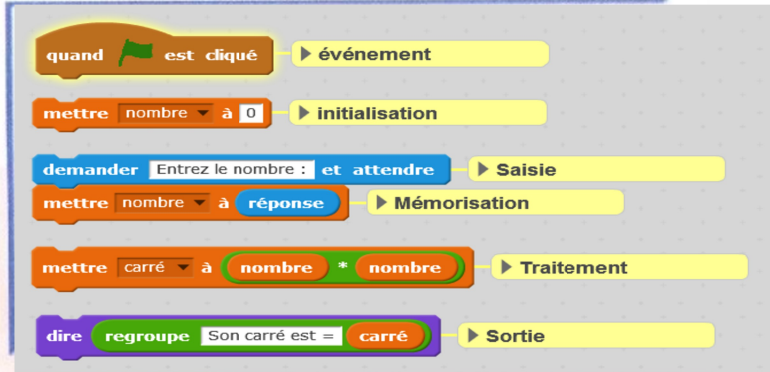 quand est cliqué événement
mettre nombre à 0 initialisation
demander Entrez le nombre : et attendre Saisie
mettre nombre à réponse Mémorisation
mettre carré à nombre * nombre Traitement
dire regroupe Son carré est = carré Sortie